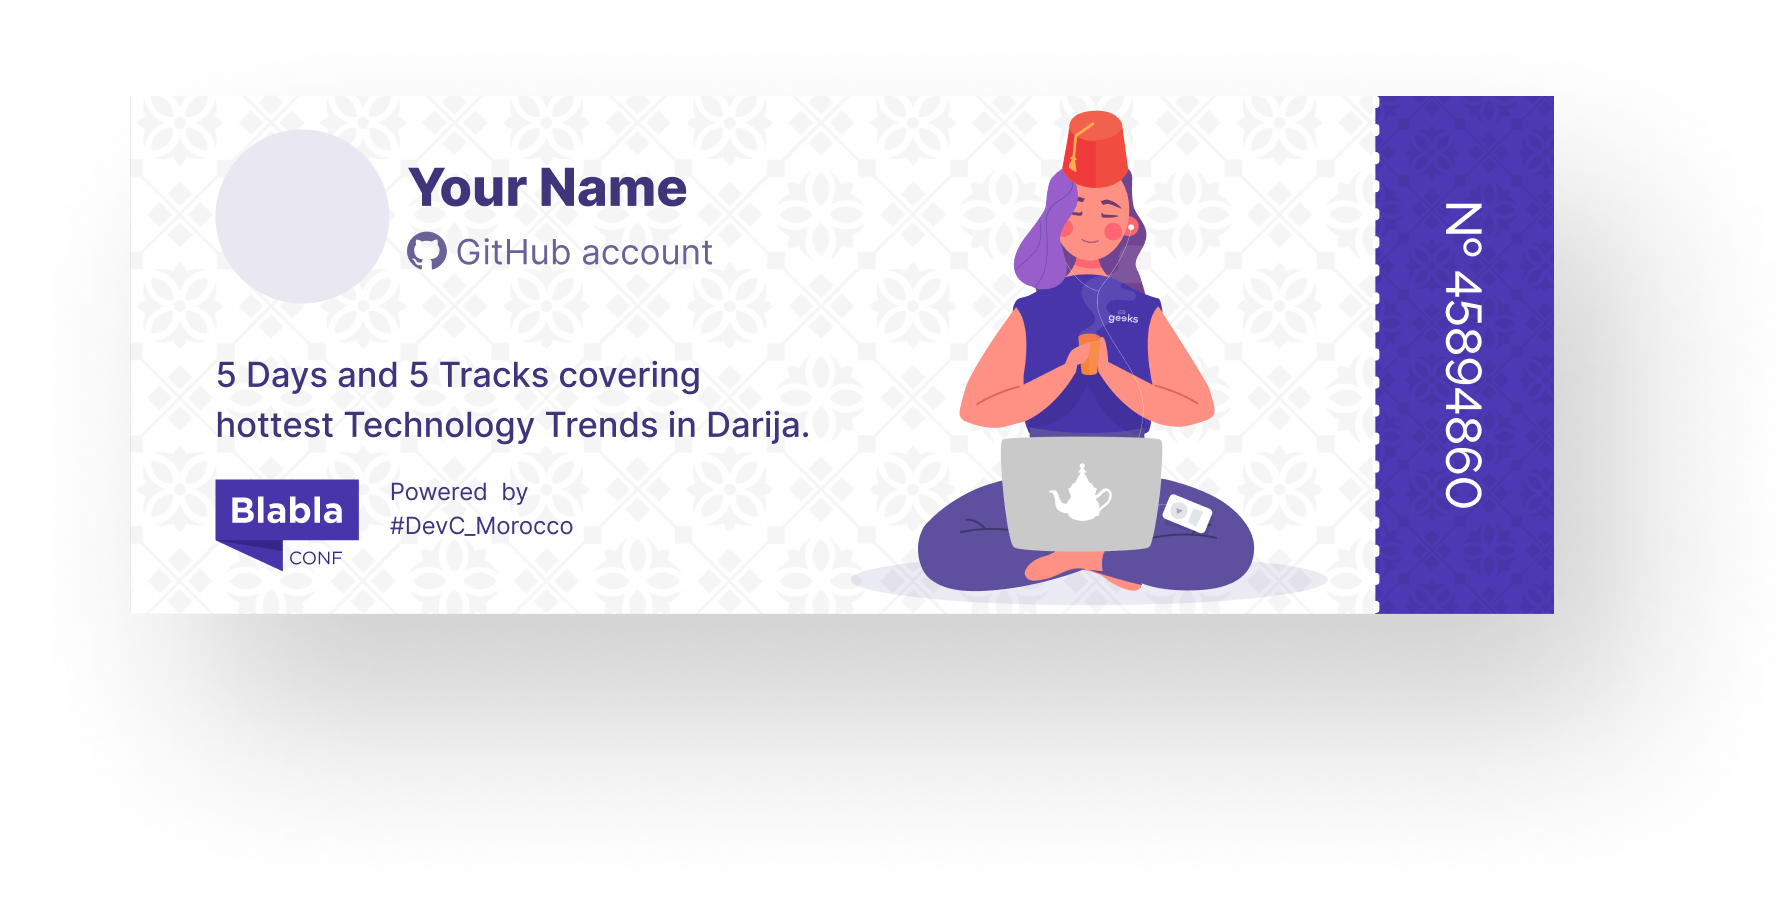 Your Name
GitHub account
5 Days and 5 Tracks covering
hottest Technology Trends in Darija.
Blabla
CONF
Powered by
#DevC_Morocco
geeks
Nº 45894860